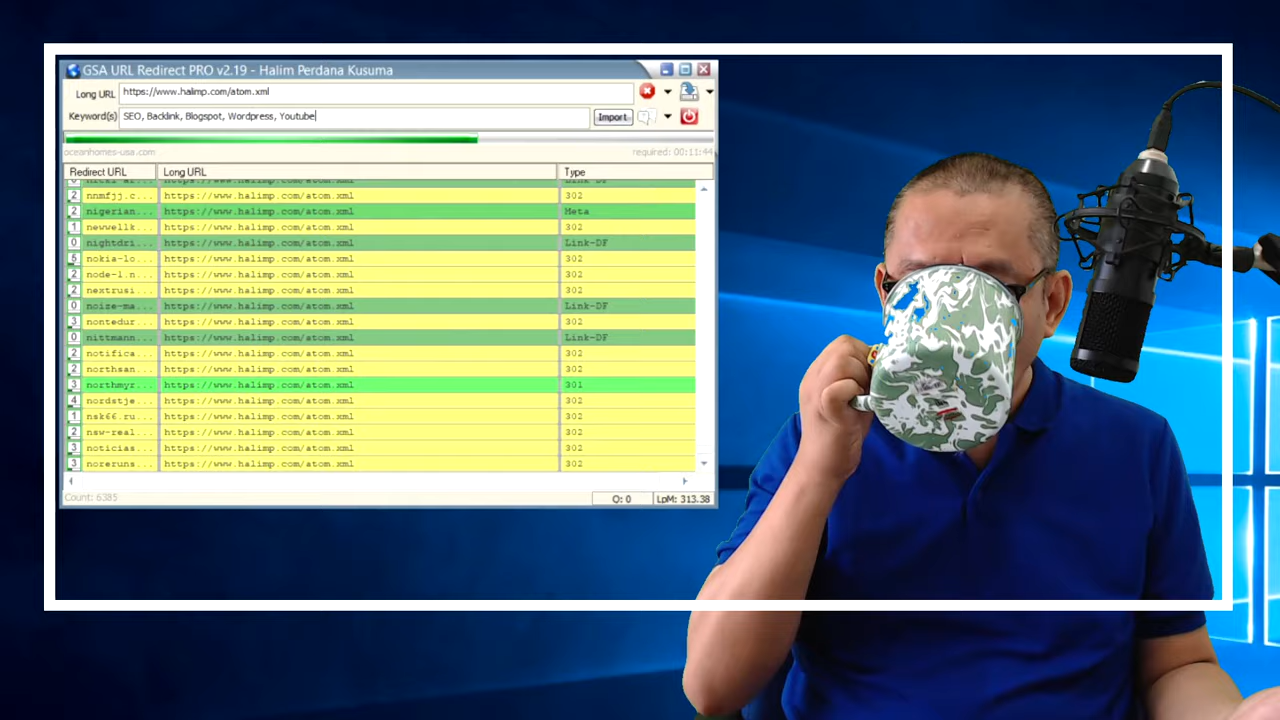 GSA URL Redirect PRO v2.19 - Halim Perdana Kusuma
Long URL https://www.halimp.com/atom.xml
Keyword(s) SEO, Backlink, Blogspot, Wordpress, Youtube Import
oceanhomes-usa.com required: 00:11:44
Redirect URL Long URL Type
2 nnmfjj.c... https://www.halimp.com/atom.xml 302
2 nigerian... https://www.halimp.com/atom.xml Meta
1 newwellk... https://www.halimp.com/atom.xml 302
0 nightdri... https://www.halimp.com/atom.xml Link-DF
5 nokia-lo... https://www.halimp.com/atom.xml 302
2 node-1.n... https://www.halimp.com/atom.xml 302
2 nextrusi... https://www.halimp.com/atom.xml 302
0 noize-ma... https://www.halimp.com/atom.xml Link-DF
3 nontedur... https://www.halimp.com/atom.xml 302
0 nittmann... https://www.halimp.com/atom.xml Link-DF
2 notifica... https://www.halimp.com/atom.xml 302
2 northsan... https://www.halimp.com/atom.xml 302
3 northmyr... https://www.halimp.com/atom.xml 301
4 nordstje... https://www.halimp.com/atom.xml 302
1 nsk66.ru... https://www.halimp.com/atom.xml 302
2 nsw-real... https://www.halimp.com/atom.xml 302
3 noticias... https://www.halimp.com/atom.xml 302
3 noreruns... https://www.halimp.com/atom.xml 302
Count: 6385 Q: 0 LpM: 313.38